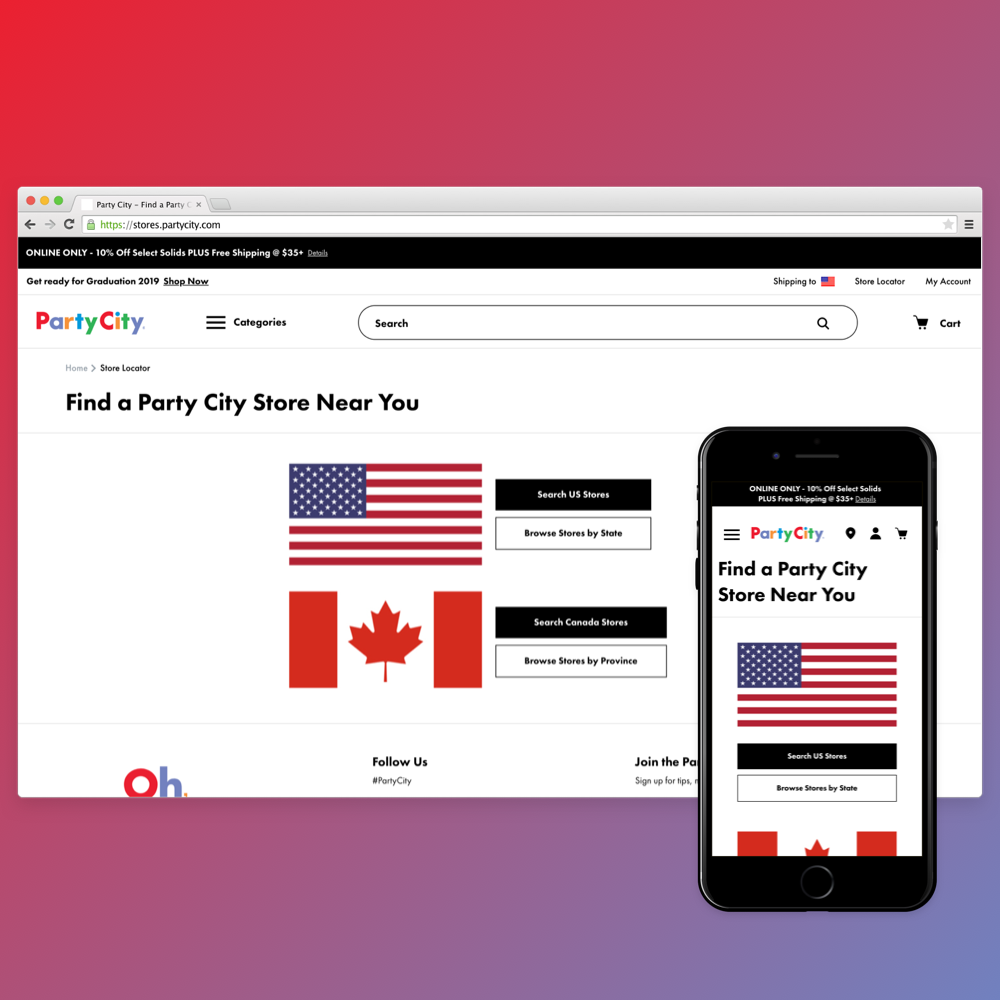 Party City – Find a Party C
https://stores.partycity.com
ONLINE ONLY - 10% Off Select Solids PLUS Free Shipping @ $35+ Details
Get ready for Graduation 2019 Shop Now
Shipping to
Store Locator
My Account
Party City
Categories
Search
Cart
Home > Store Locator
Find a Party City Store Near You
Search US Stores
Browse Stores by State
Search Canada Stores
Browse Stores by Province
Oh.
Follow Us
#PartyCity
Join the Pa
Sign up for tips,
ONLINE ONLY - 10% Off Select Solids
PLUS Free Shipping @ $35+ Details
Party City
Find a Party City
Store Near You
Search US Stores
Browse Stores by State